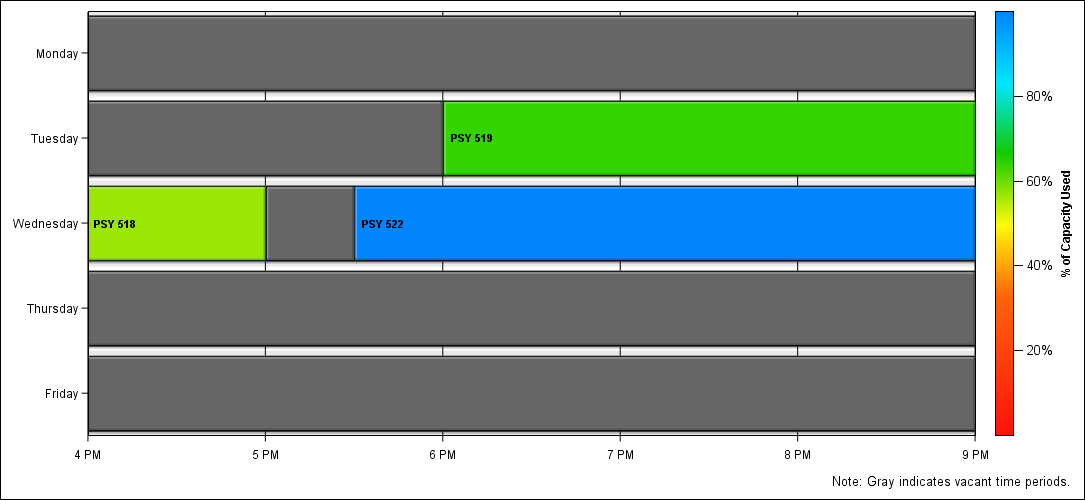 Monday
Tuesday
PSY 519
Wednesday
PSY 518
PSY 522
Thursday
Friday
4 PM
5 PM
6 PM
7 PM
8 PM
9 PM
80%
60%
40%
20%
% of Capacity Used
Note: Gray indicates vacant time periods.